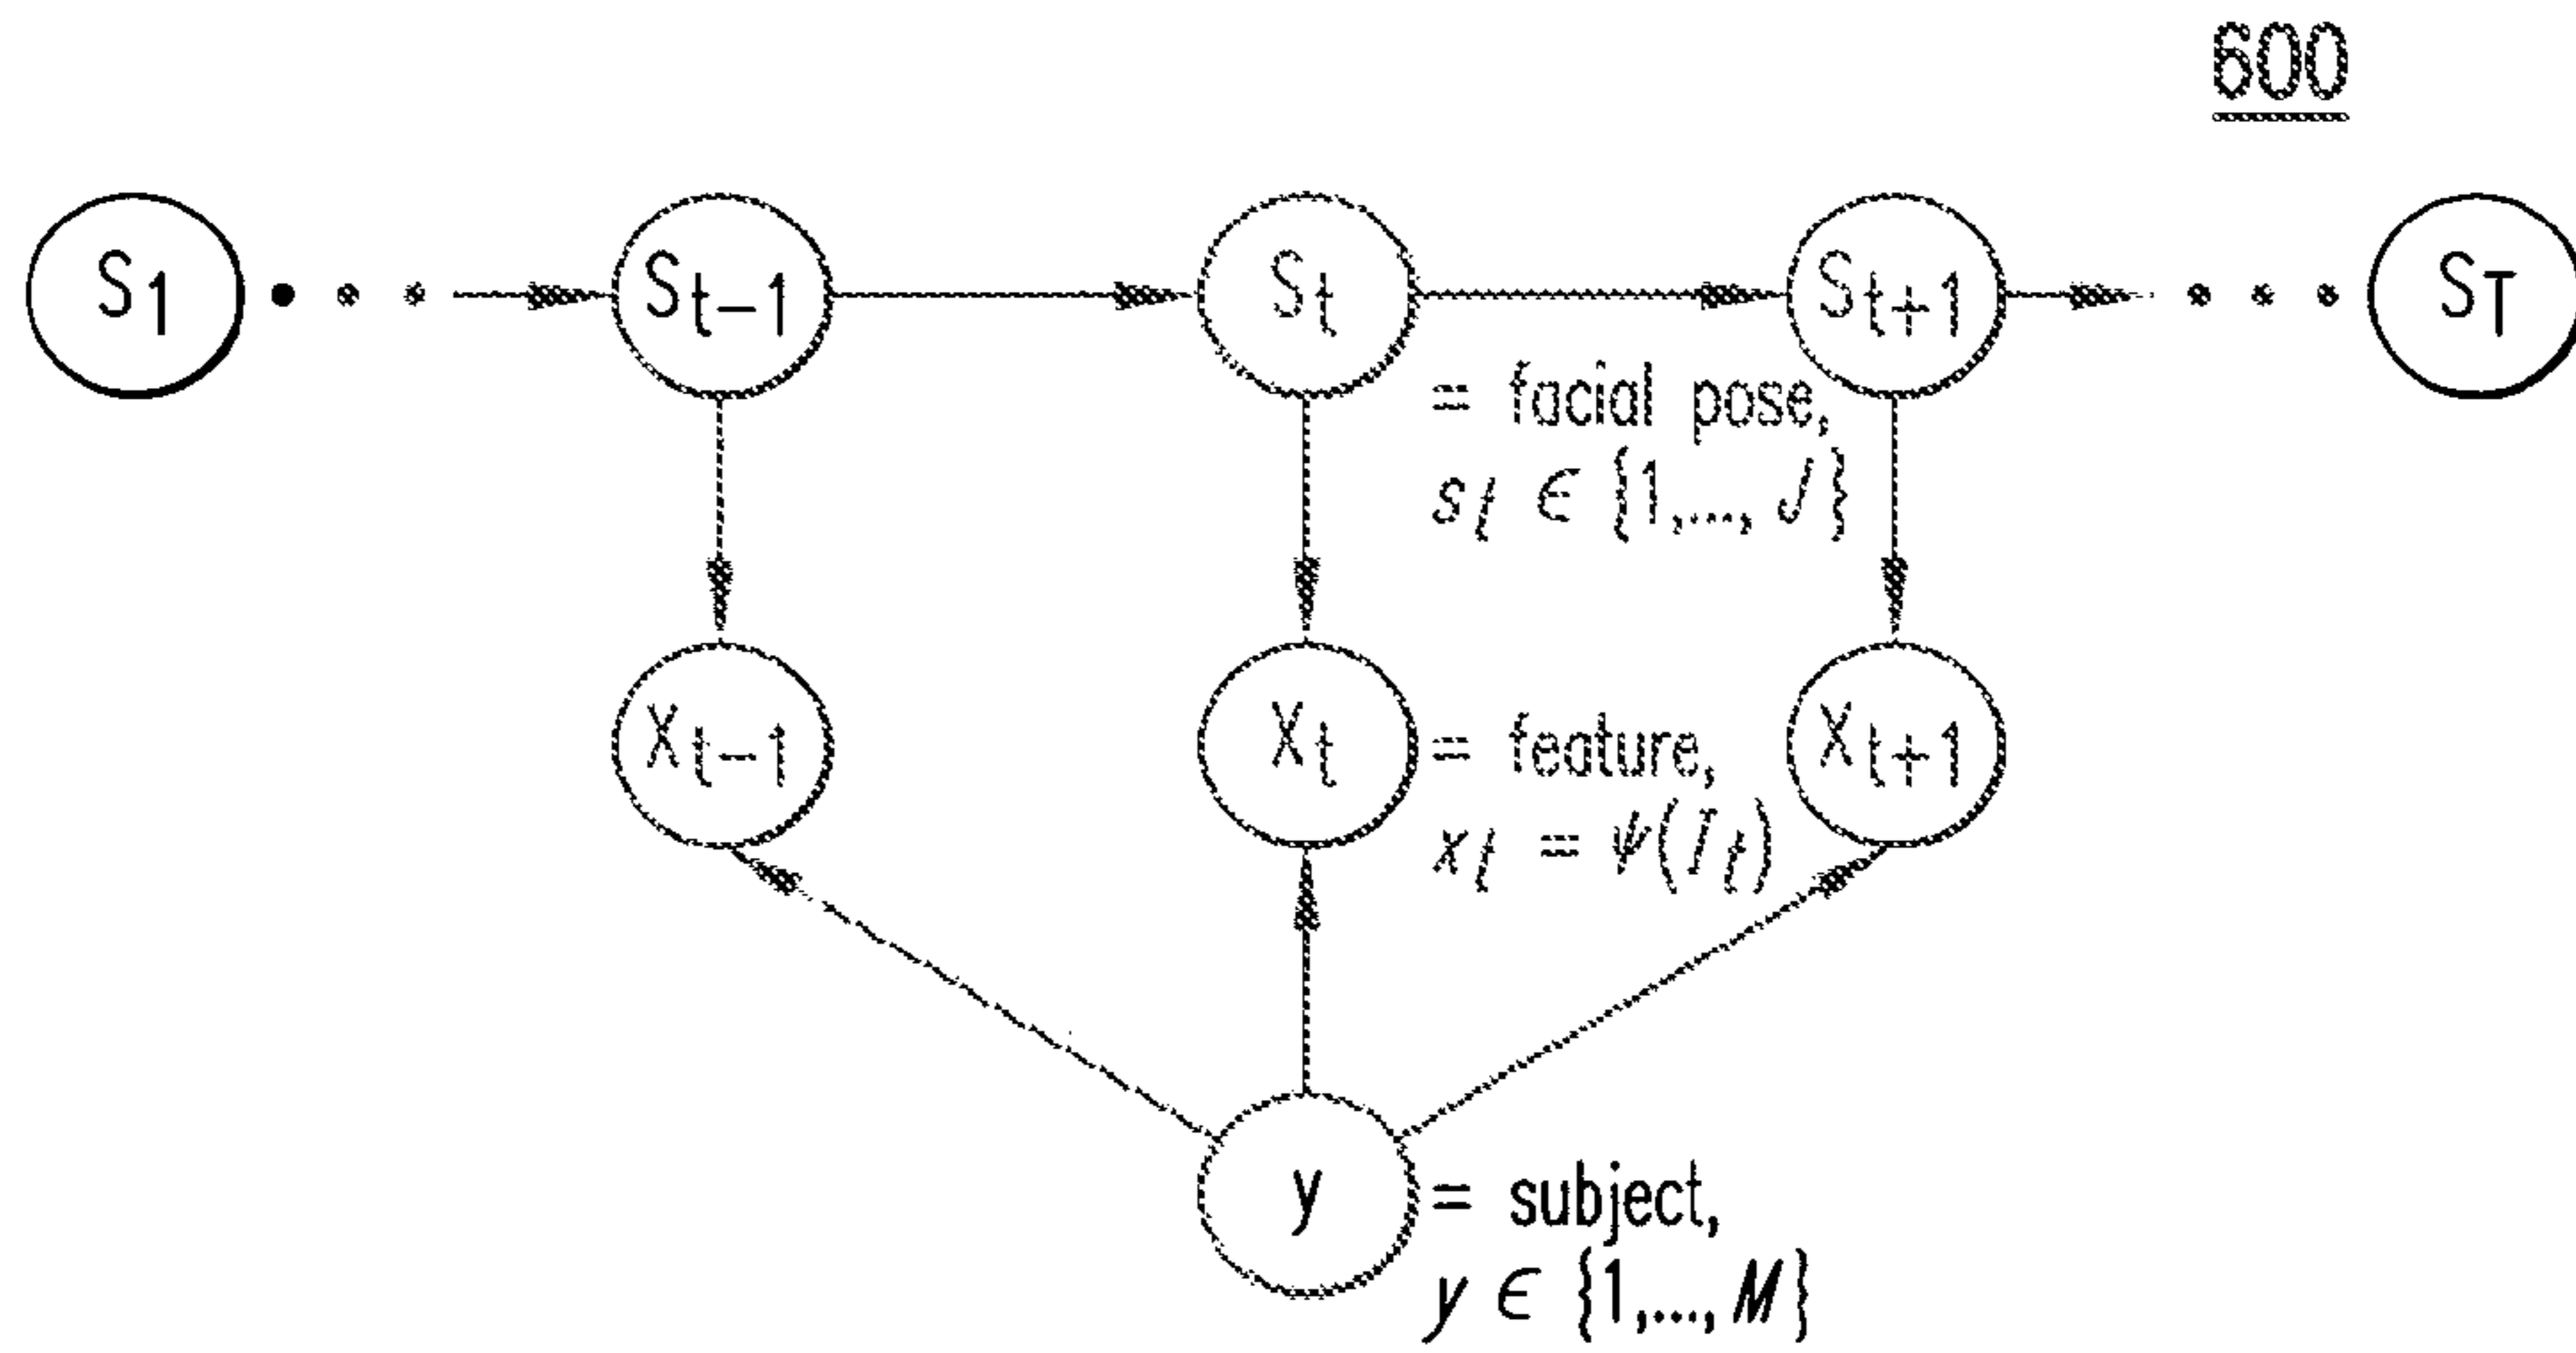 600
S1 • • • St-1 St St+1 • • • ST
= facial pose,
st ∈ {1,..., J}
Xt-1 Xt = feature, Xt+1
xt = ψ(It)
y = subject,
y ∈ {1,..., M}